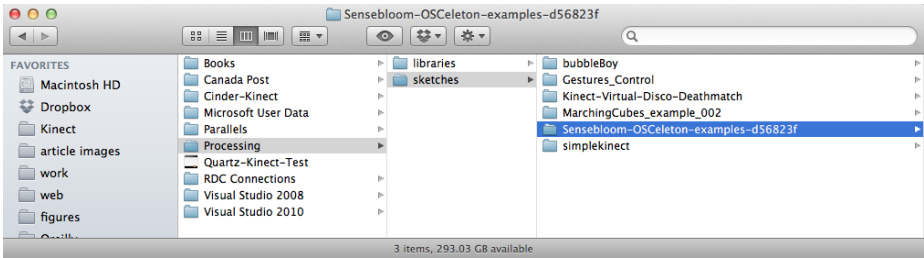 Sensebloom-OSCeleton-examples-d56823f
FAVORITES
Macintosh HD
Dropbox
Kinect
article images
work
web
figures
Books
Canada Post
Cinder-Kinect
Microsoft User Data
Parallels
Processing
Quartz-Kinect-Test
RDC Connections
Visual Studio 2008
Visual Studio 2010
libraries
sketches
bubbleBoy
Gestures_Control
Kinect-Virtual-Disco-Deathmatch
MarchingCubes_example_002
Sensebloom-OSCeleton-examples-d56823f
simplekinect
3 items, 293.03 GB available